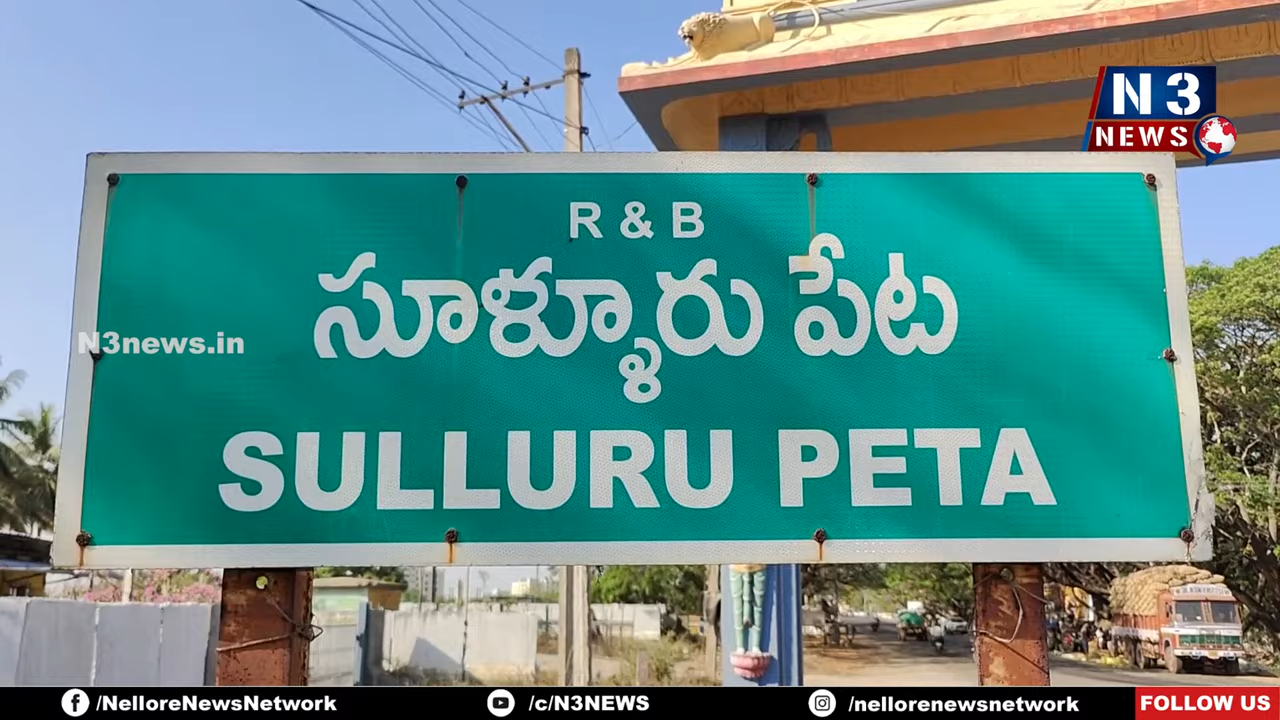 N3
NEWS
R & B
సూళ్ళూరు పేట
N3news.in
SULLURU PETA
/NelloreNewsNetwork
/c/N3NEWS
/nellorenewsnetwork
FOLLOW US